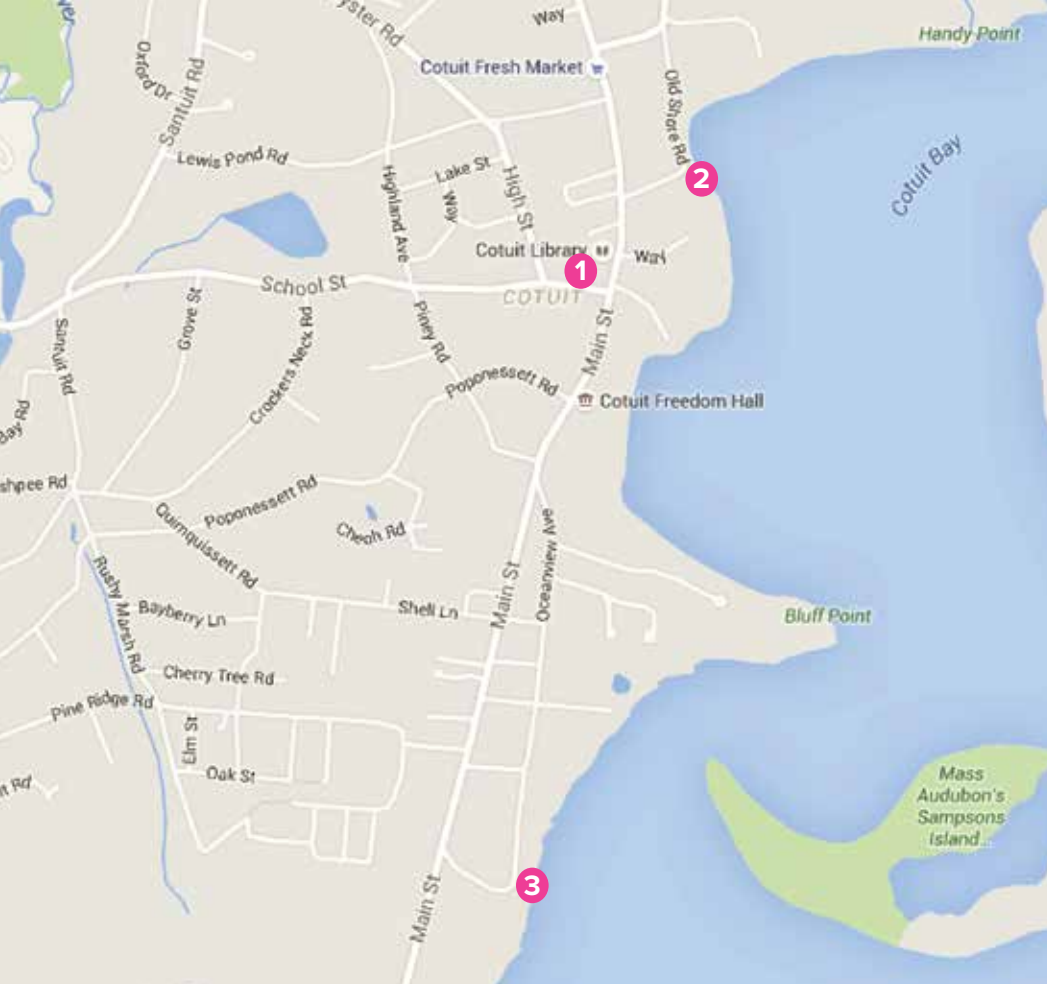 yster Rd
Way
Handy Point
Cotuit Fresh Market
Oxford Dr
Santuit Rd
Old Shore Rd
Cotuit Bay
Lewis Pond Rd
Lake St
Highland Ave
Way
High St
2
Cotuit Library
Way
1
School St
COTUIT
Grove St
Piney Rd
Main St
Santuit Rd
Crockers Neck Rd
Poponessett Rd
Cotuit Freedom Hall
Bay Rd
shpee Rd
Poponessett Rd
Quimquissett Rd
Cheoh Rd
Oceanview Ave
Main St
Rushy Marsh Rd
Bayberry Ln
Shell Ln
Bluff Point
Cherry Tree Rd
Pine Ridge Rd
Elm St
Oak St
Mass
Audubon's
Sampsons
Island...
3
Main St